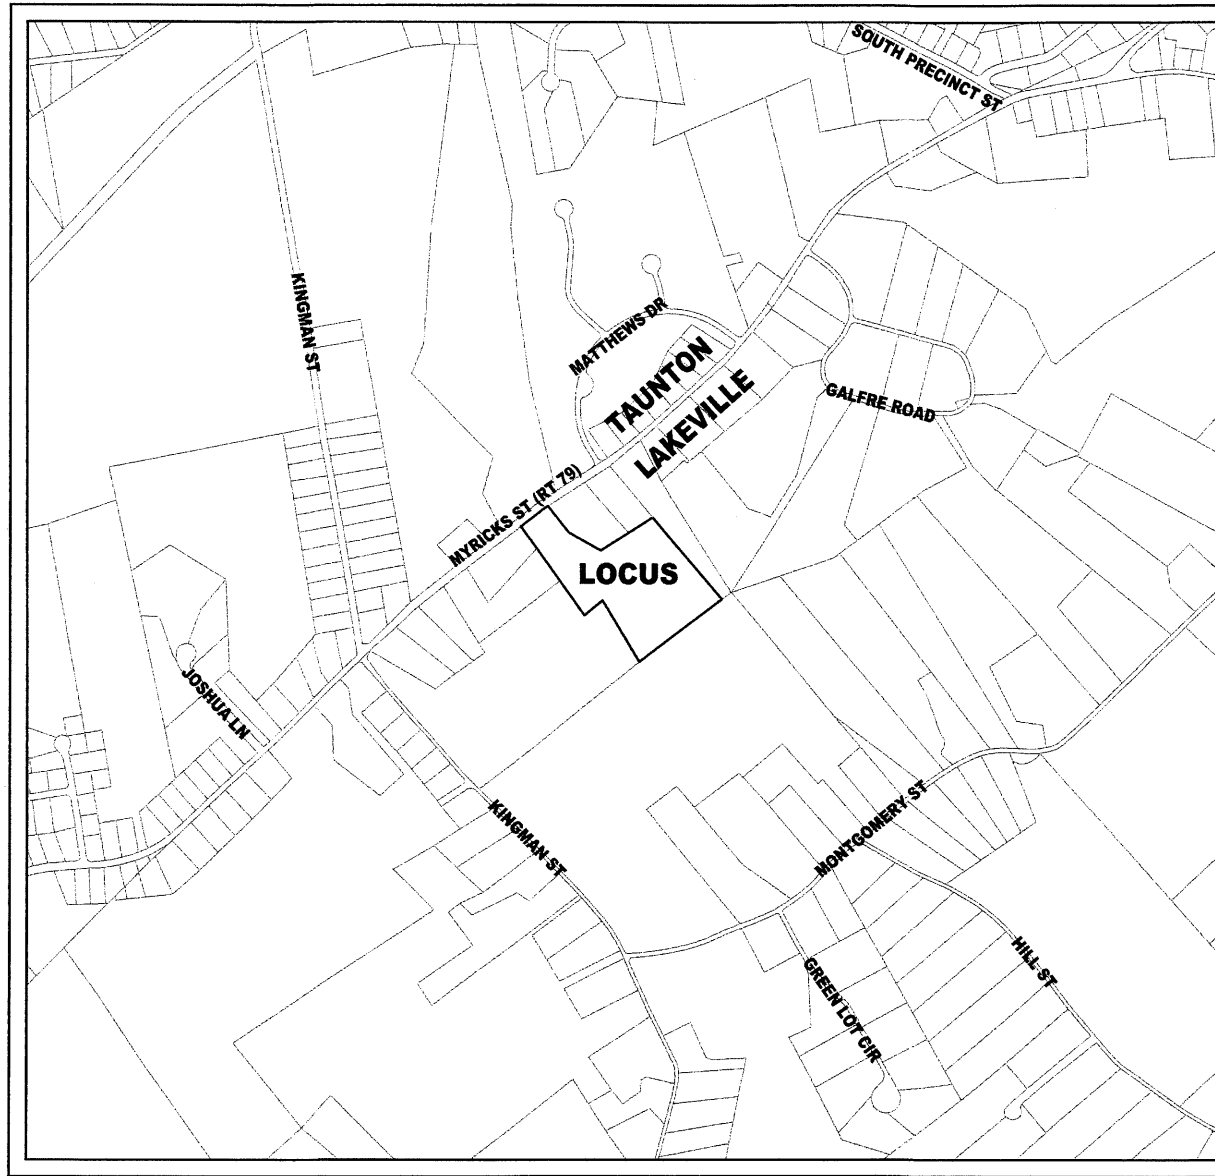 SOUTH PRECINCT ST
KINGMAN ST
MATTHEWS DR
TAUNTON
LAKEVILLE
GALFRE ROAD
MYRICKS ST (RT 79)
LOCUS
JOSHUA LN
KINGMAN ST
MONTGOMERY ST
HILL ST
GREEN LOT CIR